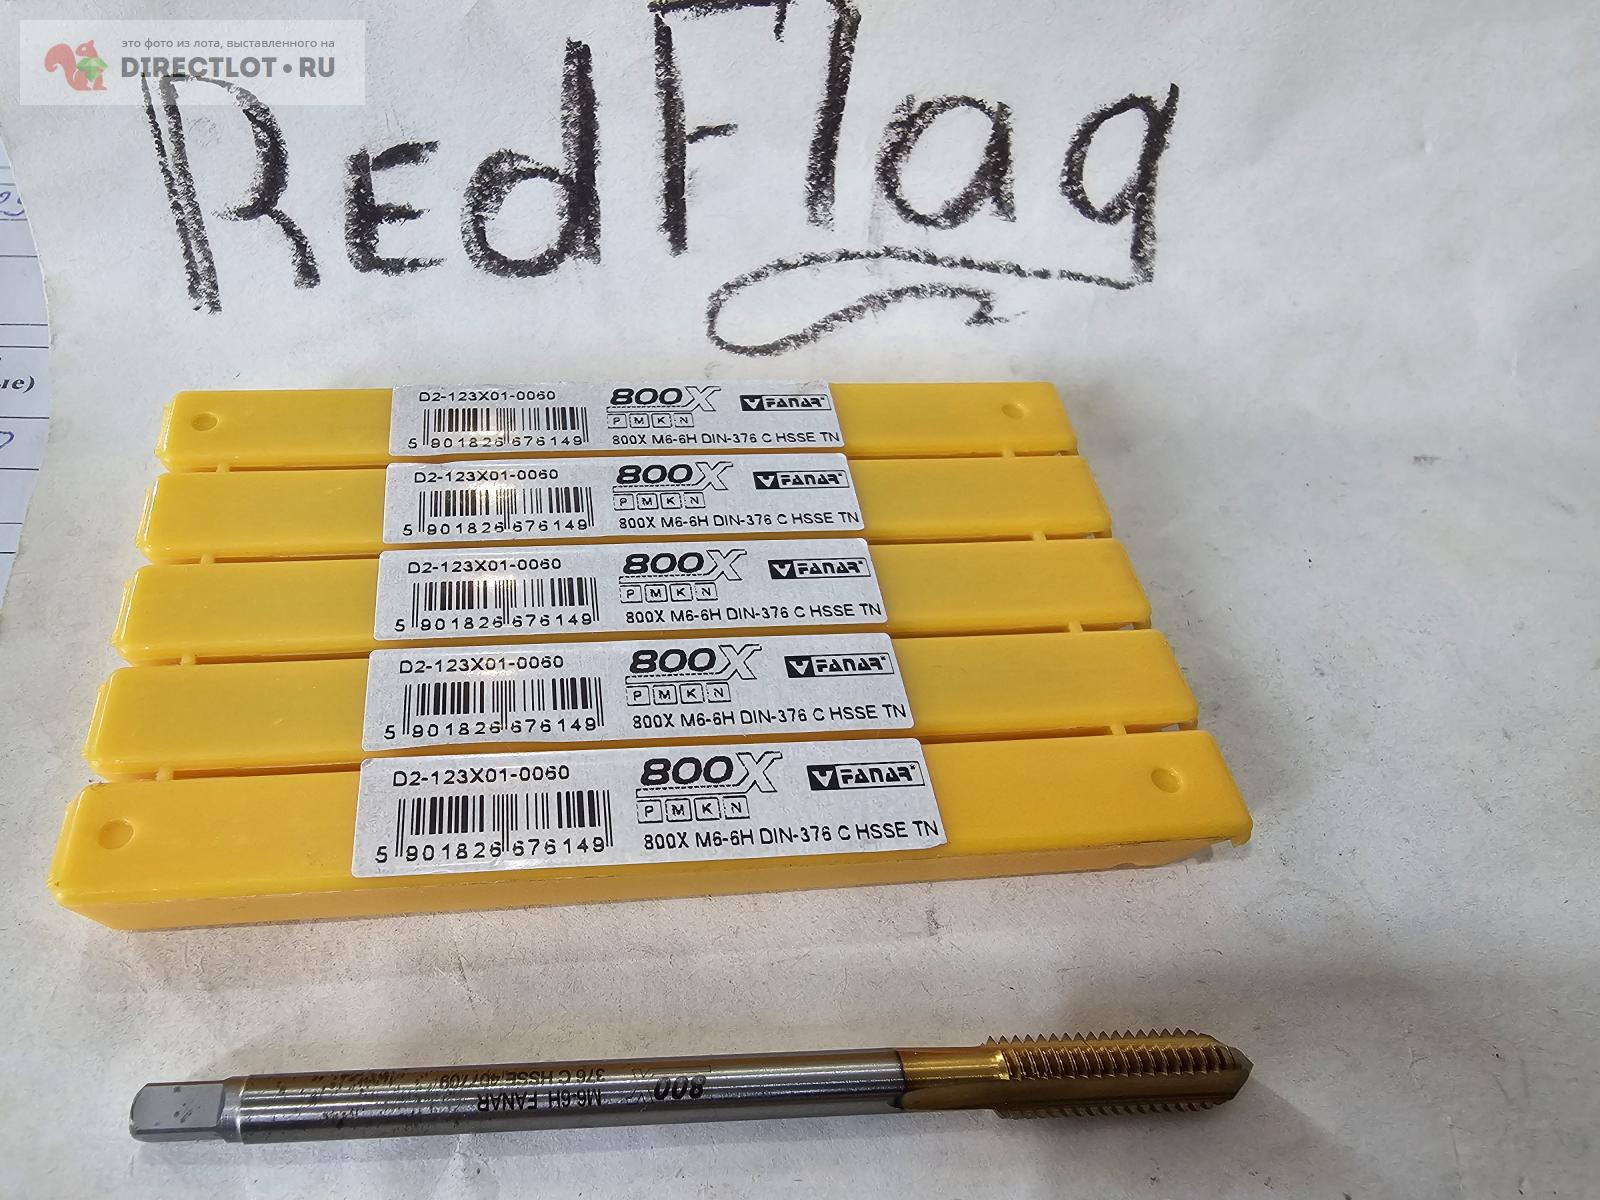 это фото из лота, выставленного на
DIRECTLOT•RU
RedFlag
ые)
D2-123X01-0060
800X
FANAR
P M K N
5 901826 676149
800X M6-6H DIN-376 C HSSE TN
D2-123X01-0060
800X
FANAR
P M K N
5 901826 676149
800X M6-6H DIN-376 C HSSE TN
D2-123X01-0060
800X
FANAR
P M K N
5 901826 676149
800X M6-6H DIN-376 C HSSE TN
D2-123X01-0060
800X
FANAR
P M K N
5 901826 676149
800X M6-6H DIN-376 C HSSE TN
D2-123X01-0060
800X
FANAR
P M K N
5 901826 676149
800X M6-6H DIN-376 C HSSE TN
800X
M6-6H FANAR
376 C HSSE